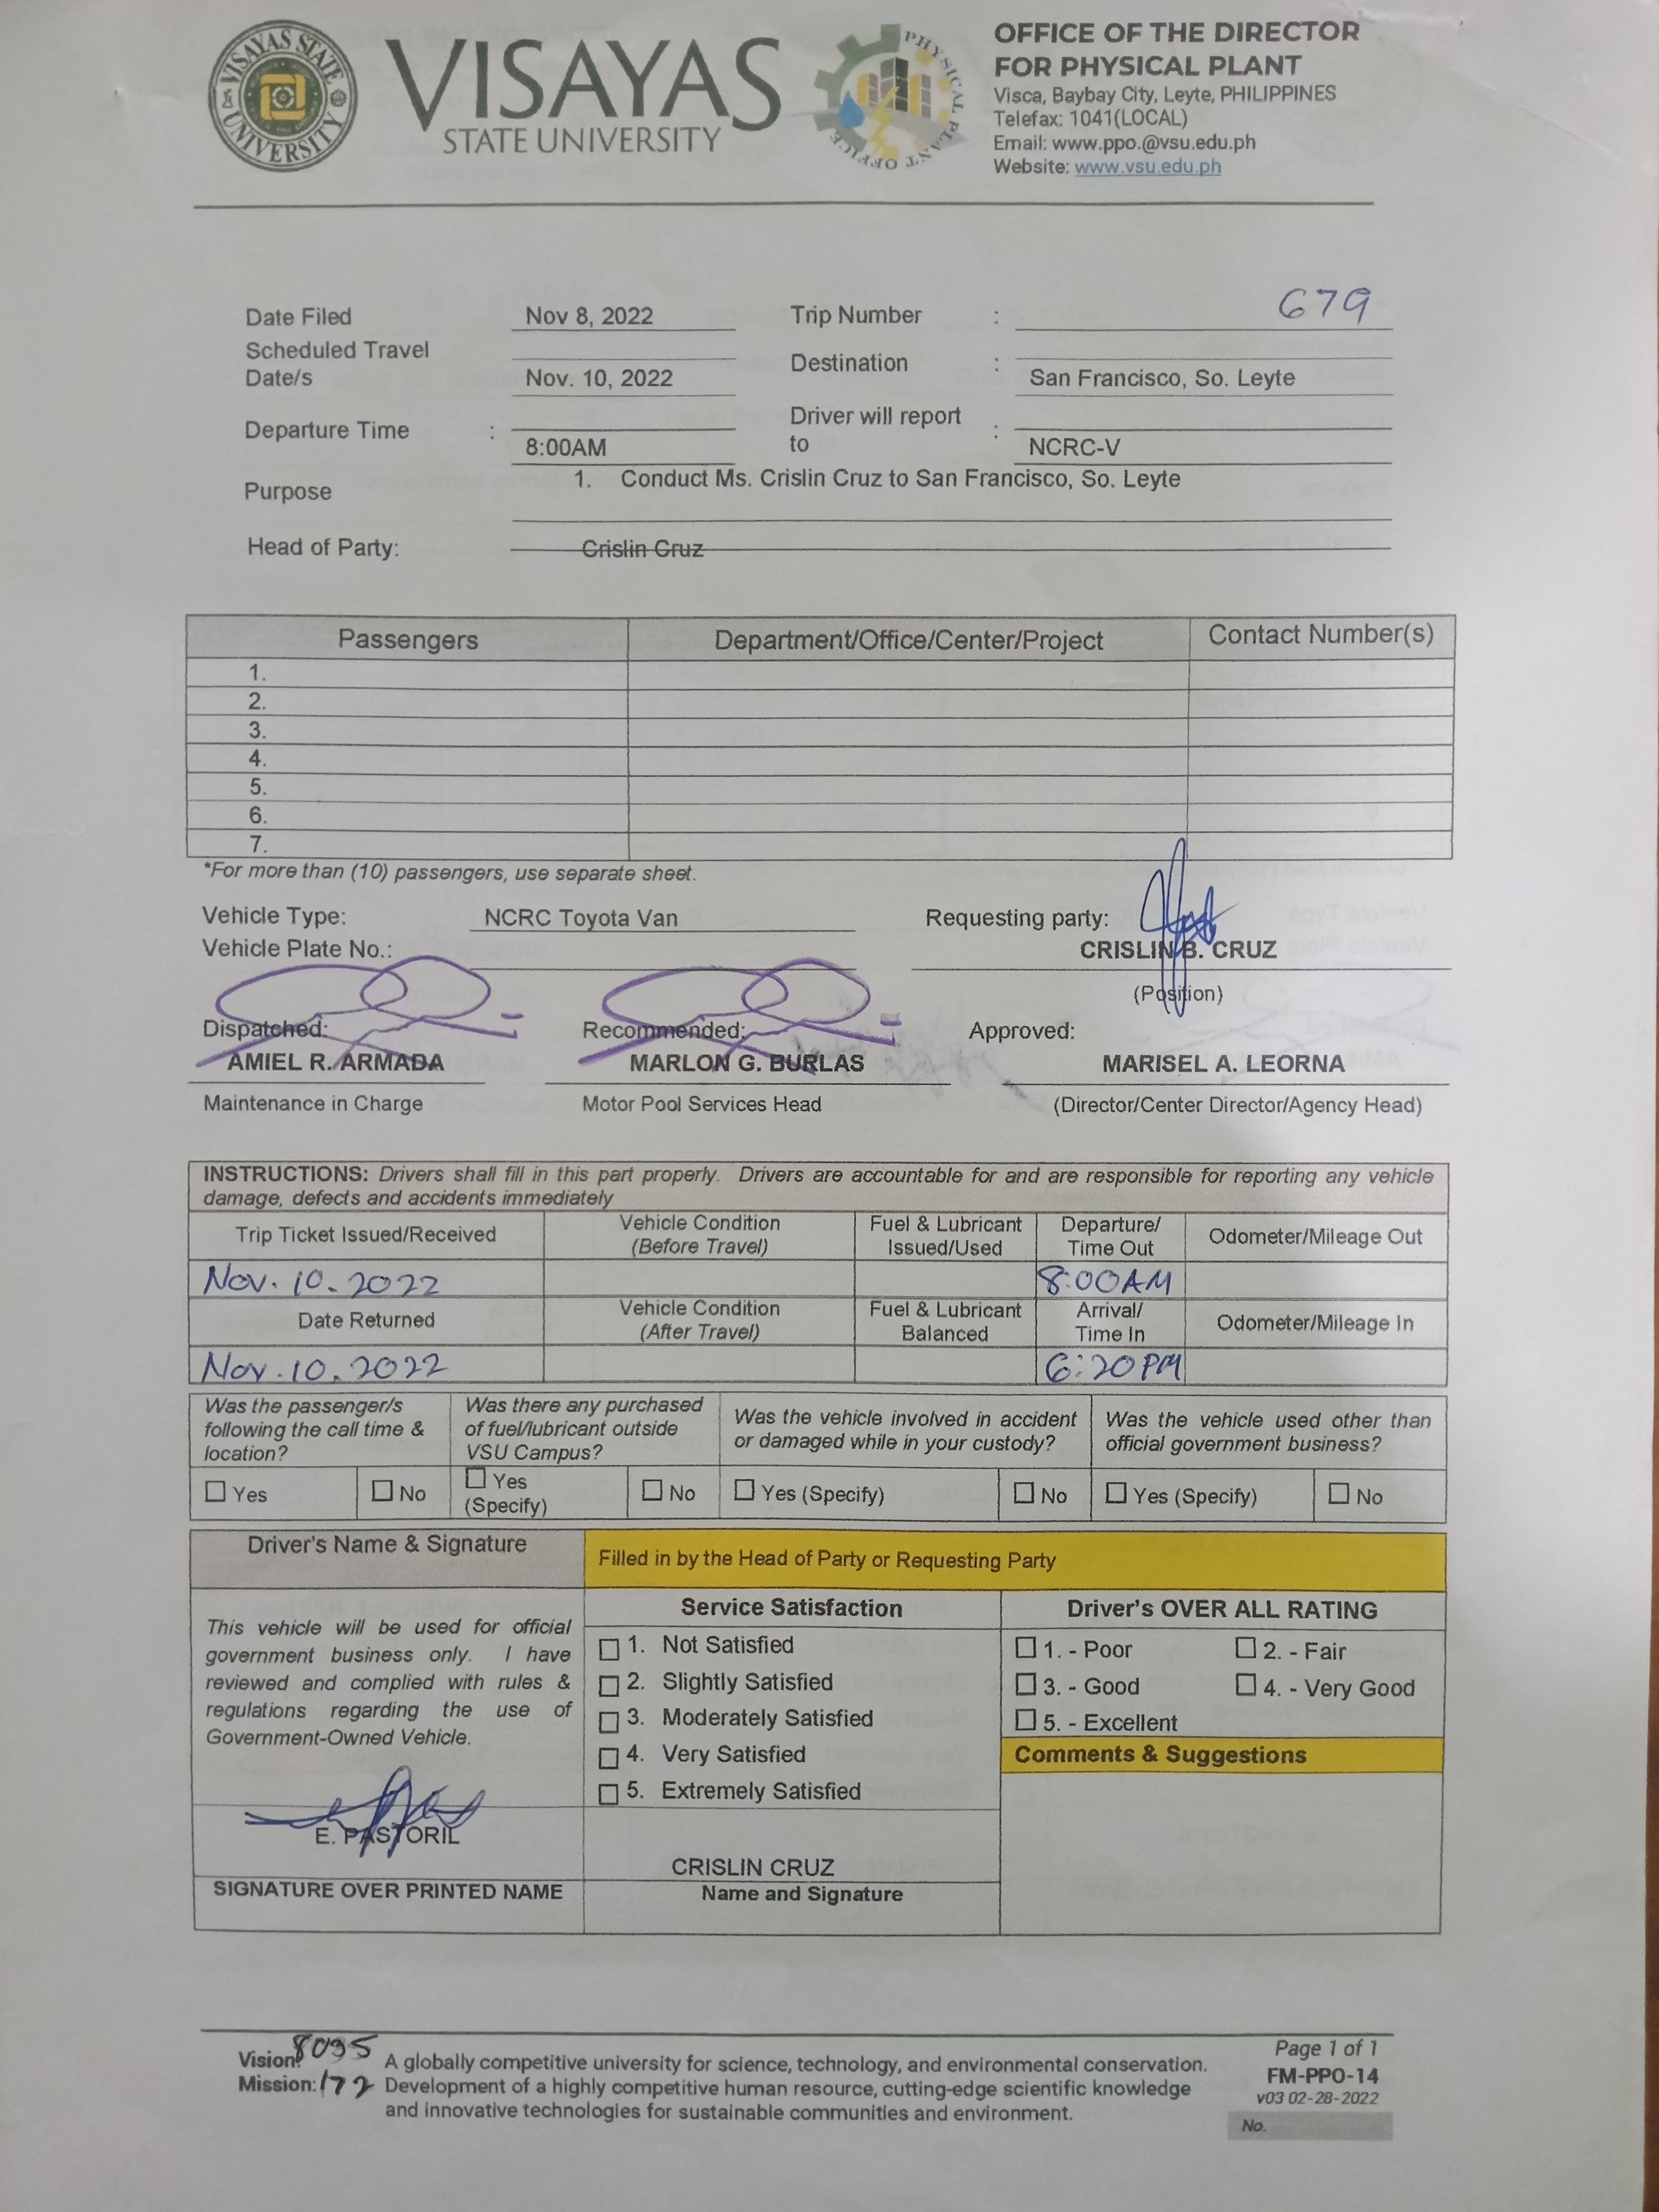 VISAYAS STATE UNIVERSITY
VISAYAS
STATE UNIVERSITY
PHYSICAL PLANT OFFICE
OFFICE OF THE DIRECTOR
FOR PHYSICAL PLANT
Visca, Baybay City, Leyte, PHILIPPINES
Telefax: 1041(LOCAL)
Email: www.ppo.@vsu.edu.ph
Website: www.vsu.edu.ph
Date Filed Nov 8, 2022 Trip Number : 679
Scheduled Travel
Date/s Nov. 10, 2022 Destination : San Francisco, So. Leyte
Departure Time : 8:00AM Driver will report
to : NCRC-V
Purpose 1. Conduct Ms. Crislin Cruz to San Francisco, So. Leyte
Head of Party: Crislin Cruz
Passengers Department/Office/Center/Project Contact Number(s)
1.
2.
3.
4.
5.
6.
7.
*For more than (10) passengers, use separate sheet.
Vehicle Type: NCRC Toyota Van Requesting party:
Vehicle Plate No.: CRISLIN B. CRUZ
(Position)
Dispatched: Recommended: Approved:
AMIEL R. ARMADA MARLON G. BURLAS MARISEL A. LEORNA
Maintenance in Charge Motor Pool Services Head (Director/Center Director/Agency Head)
INSTRUCTIONS: Drivers shall fill in this part properly. Drivers are accountable for and are responsible for reporting any vehicle
damage, defects and accidents immediately
Trip Ticket Issued/Received Vehicle Condition
(Before Travel) Fuel & Lubricant
Issued/Used Departure/
Time Out Odometer/Mileage Out
Nov. 10. 2022 8:00AM
Date Returned Vehicle Condition
(After Travel) Fuel & Lubricant
Balanced Arrival/
Time In Odometer/Mileage In
Nov. 10. 2022 6:20PM
Was the passenger/s
following the call time &
location?
Was there any purchased
of fuel/lubricant outside
VSU Campus?
Was the vehicle involved in accident
or damaged while in your custody?
Was the vehicle used other than
official government business?
Yes No Yes
(Specify) No Yes (Specify) No Yes (Specify) No
Driver's Name & Signature
Filled in by the Head of Party or Requesting Party
This vehicle will be used for official
government business only. I have
reviewed and complied with rules &
regulations regarding the use of
Government-Owned Vehicle.
E. PASTORIL
SIGNATURE OVER PRINTED NAME
Service Satisfaction
1. Not Satisfied
2. Slightly Satisfied
3. Moderately Satisfied
4. Very Satisfied
5. Extremely Satisfied
CRISLIN CRUZ
Name and Signature
Driver's OVER ALL RATING
1. - Poor 2. - Fair
3. - Good 4. - Very Good
5. - Excellent
Comments & Suggestions
Vision: A globally competitive university for science, technology, and environmental conservation.
Mission: 172 Development of a highly competitive human resource, cutting-edge scientific knowledge
and innovative technologies for sustainable communities and environment.
Page 1 of 1
FM-PPO-14
v03 02-28-2022
No.